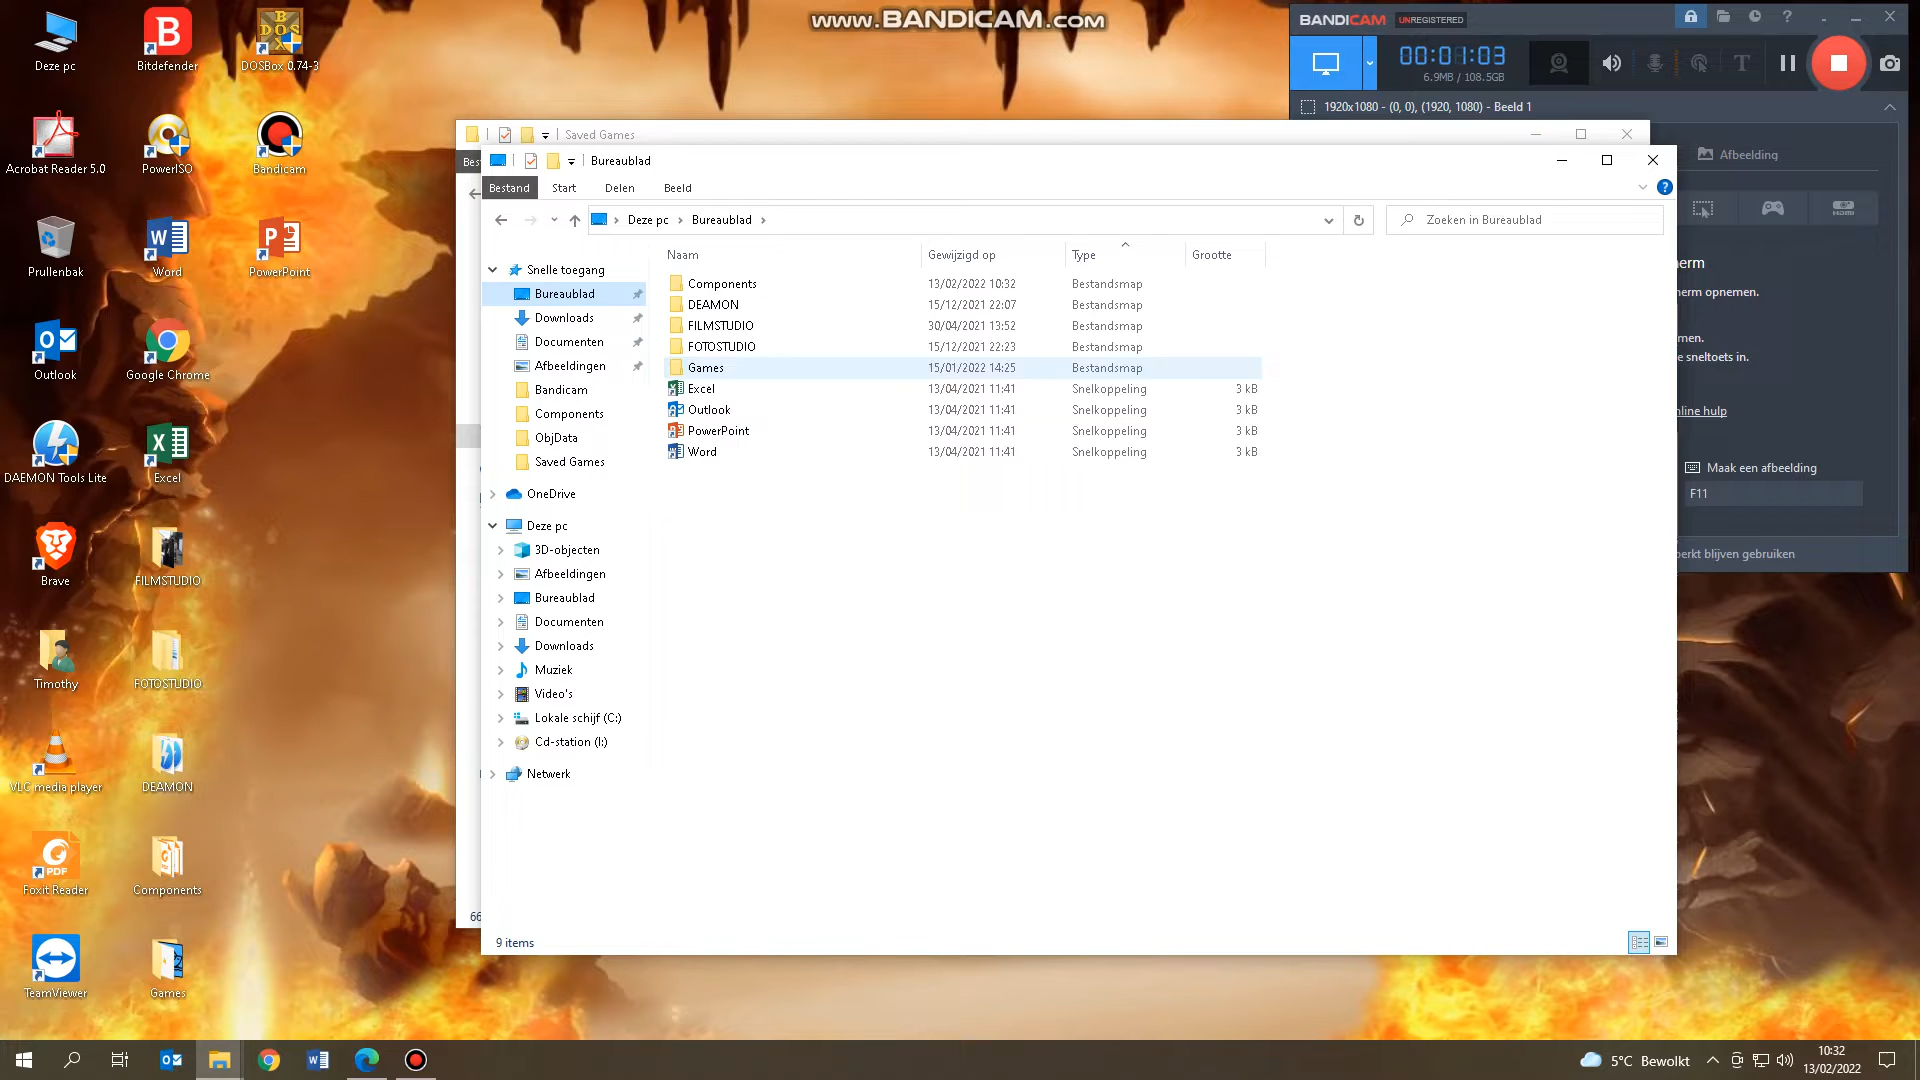 www.BANDICAM.com
Deze pc
Bitdefender
DOSBox 0.74-3
Acrobat Reader 5.0
PowerISO
Bandicam
Prullenbak
Word
PowerPoint
Outlook
Google Chrome
DAEMON Tools Lite
Excel
Brave
FILMSTUDIO
Timothy
FOTOSTUDIO
VLC media player
DEAMON
Foxit Reader
Components
TeamViewer
Games
BANDICAM UNREGISTERED
00:01:03
6.9MB / 108.5GB
1920x1080 - (0, 0), (1920, 1080) - Beeld 1
Afbeelding
erm
herm opnemen.
men.
e sneltoets in.
nline hulp
Maak een afbeelding
F11
perkt blijven gebruiken
Saved Games
Bes
66
Bureaublad
Bestand Start Delen Beeld
Deze pc Bureaublad
Zoeken in Bureaublad
Snelle toegang
Bureaublad
Downloads
Documenten
Afbeeldingen
Bandicam
Components
ObjData
Saved Games
OneDrive
Deze pc
3D-objecten
Afbeeldingen
Bureaublad
Documenten
Downloads
Muziek
Video's
Lokale schijf (C:)
Cd-station (I:)
Netwerk
Naam Gewijzigd op Type Grootte
Components 13/02/2022 10:32 Bestandsmap
DEAMON 15/12/2021 22:07 Bestandsmap
FILMSTUDIO 30/04/2021 13:52 Bestandsmap
FOTOSTUDIO 15/12/2021 22:23 Bestandsmap
Games 15/01/2022 14:25 Bestandsmap
Excel 13/04/2021 11:41 Snelkoppeling 3 kB
Outlook 13/04/2021 11:41 Snelkoppeling 3 kB
PowerPoint 13/04/2021 11:41 Snelkoppeling 3 kB
Word 13/04/2021 11:41 Snelkoppeling 3 kB
9 items
5°C Bewolkt
10:32
13/02/2022